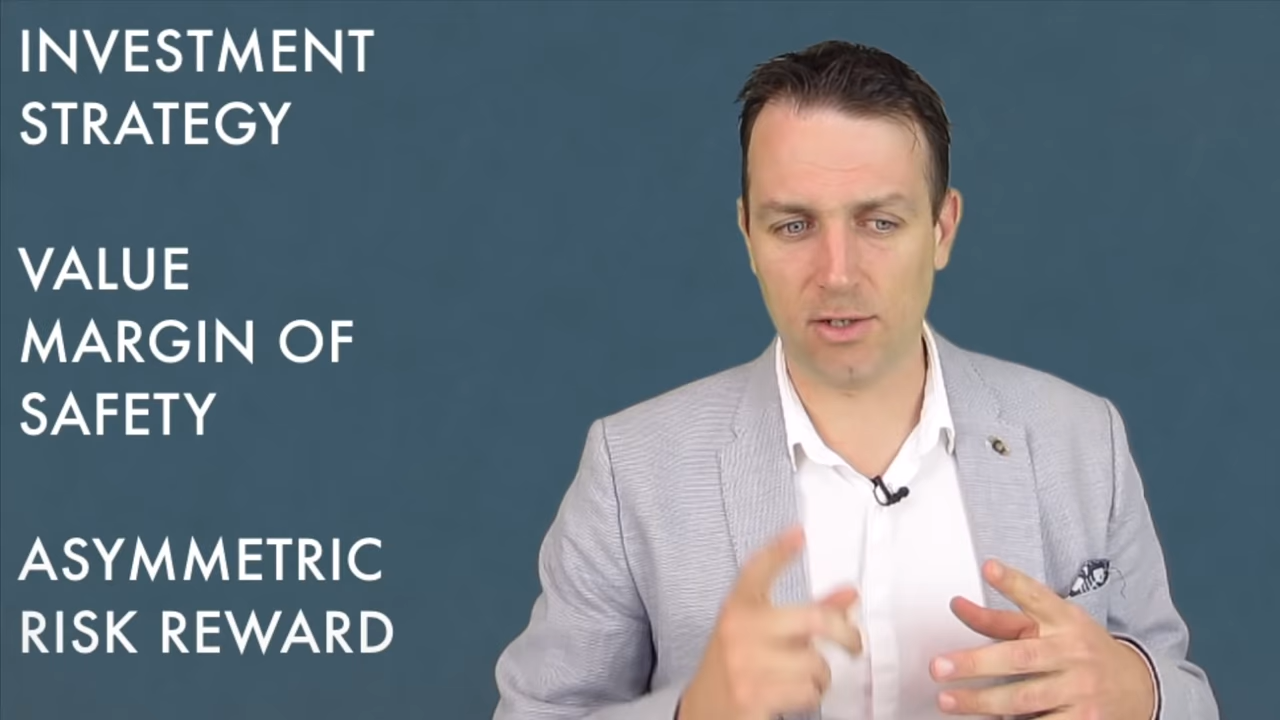 INVESTMENT
STRATEGY
VALUE
MARGIN OF
SAFETY
ASYMMETRIC
RISK REWARD